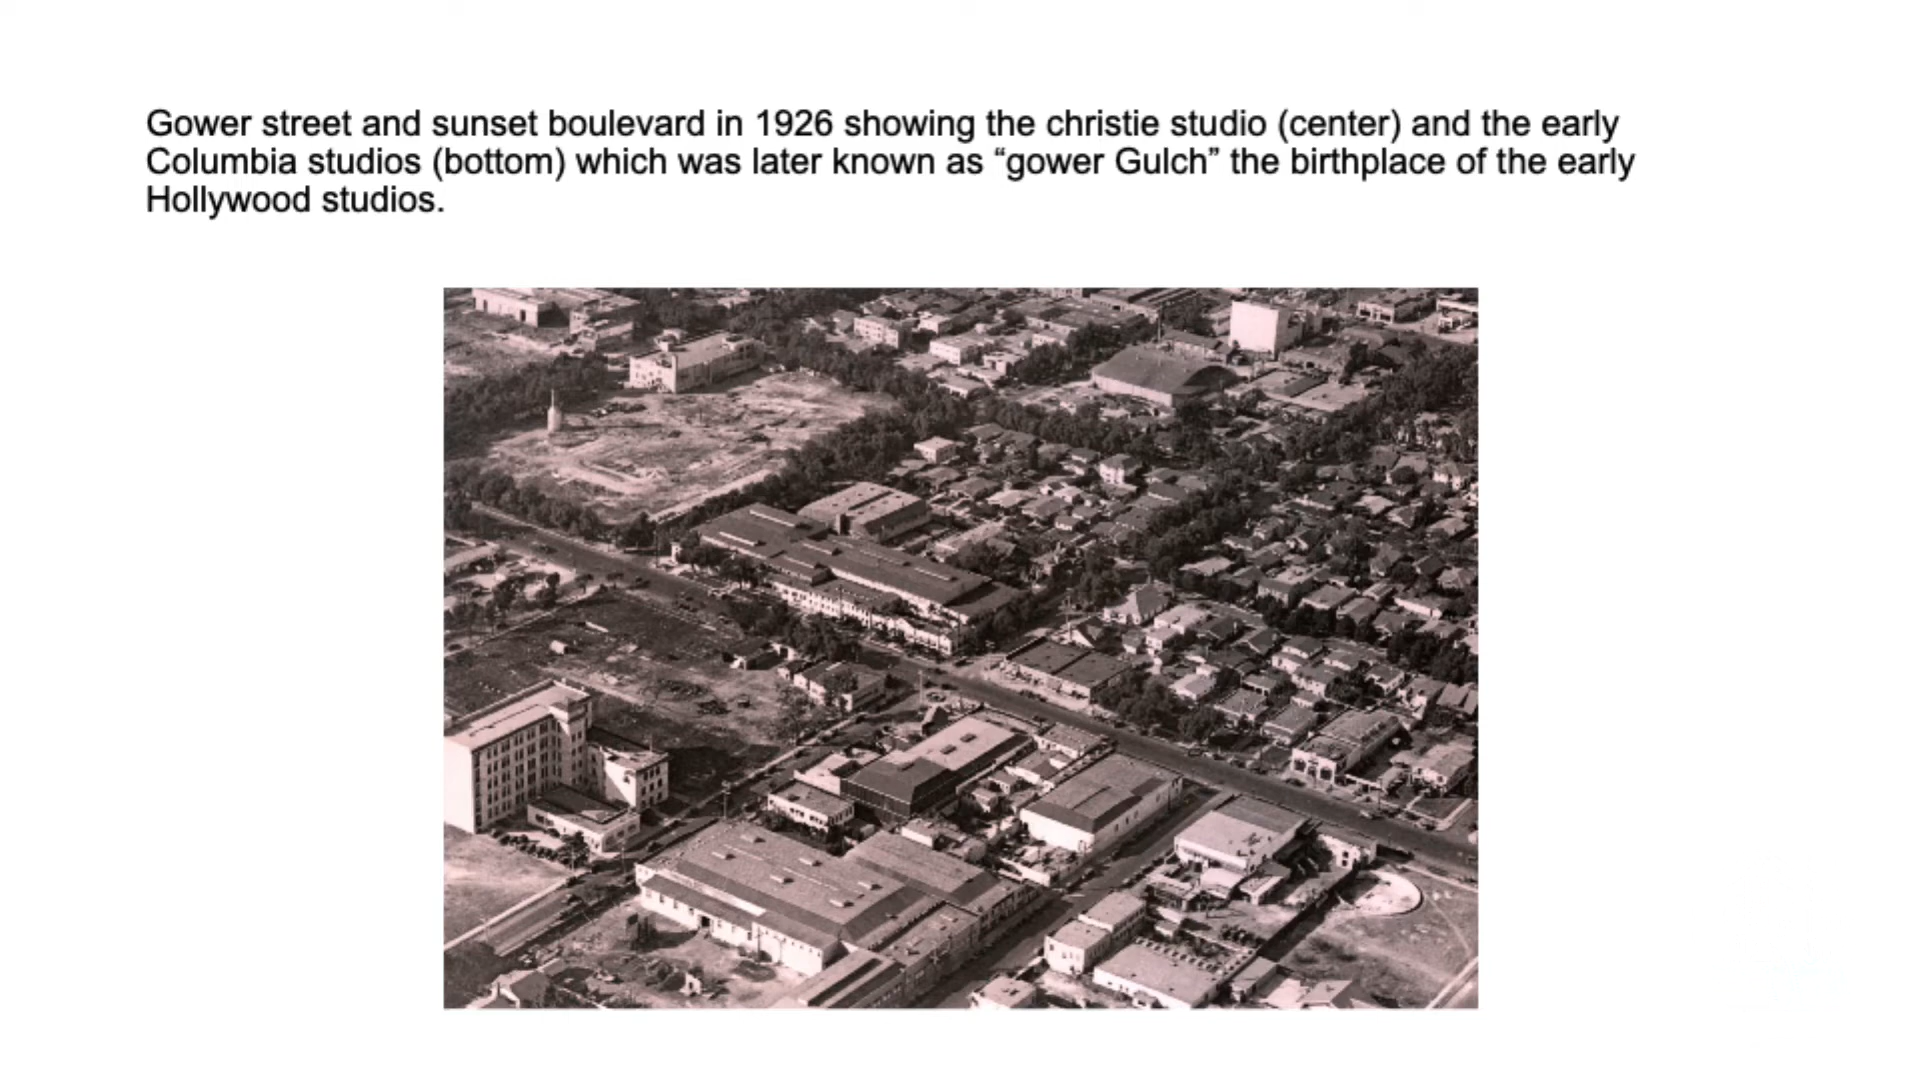 Gower street and sunset boulevard in 1926 showing the christie studio (center) and the early
Columbia studios (bottom) which was later known as “gower Gulch” the birthplace of the early
Hollywood studios.